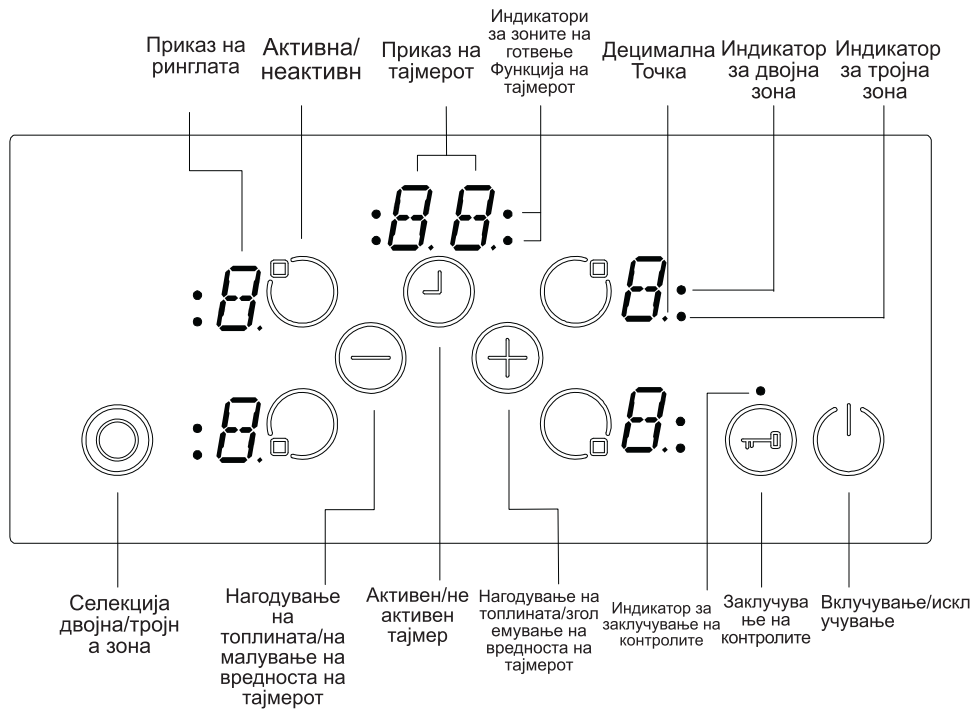 Приказ на
ринглата
Активна/
неактивн
Приказ на
тајмерот
Индикатори
за зоните на
готвење
Функција на
тајмерот
Децимална
Точка
Индикатор
за двојна
зона
Индикатор
за тројна
зона
Селекција
двојна/тројн
а зона
Нагодување
на
топлината/на
малување на
вредноста на
тајмерот
Активен/не
активен
тајмер
Нагодување на
топлината/згол
емување на
вредноста на
тајмерот
Индикатор за
заклучување на
контролите
Заклучува
ње на
контролите
Вклучување/искл
учување